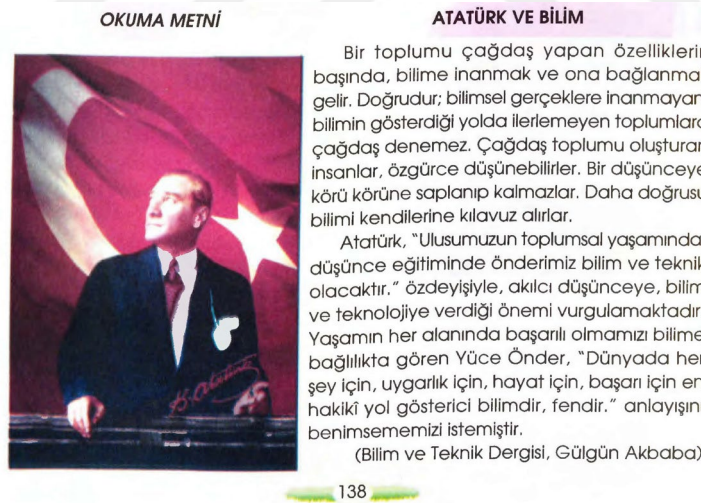 OKUMA METNİ
ATATÜRK VE BİLİM
Bir toplumu çağdaş yapan özellikleri
başında, bilime inanmak ve ona bağlanma
gelir. Doğrudur; bilimsel gerçeklere inanmayan
bilimin gösterdiği yolda ilerlemeyen toplumlara
çağdaş denemez. Çağdaş toplumu oluşturan
insanlar, özgürce düşünebilirler. Bir düşünceye
körü körüne saplanıp kalmazlar. Daha doğrusu
bilimi kendilerine kılavuz alırlar.
Atatürk, "Ulusumuzun toplumsal yaşamında
düşünce eğitiminde önderimiz bilim ve teknik
olacaktır." özdeyişiyle, akılcı düşünceye, bilim
ve teknolojiye verdiği önemi vurgulamaktadır
Yaşamın her alanında başarılı olmamızı bilime
bağlılıkta gören Yüce Önder, "Dünyada her
şey için, uygarlık için, hayat için, başarı için en
hakikî yol gösterici bilimdir, fendir." anlayışını
benimsememizi istemiştir.
(Bilim ve Teknik Dergisi, Gülgün Akbaba)
K. Atatürk
138